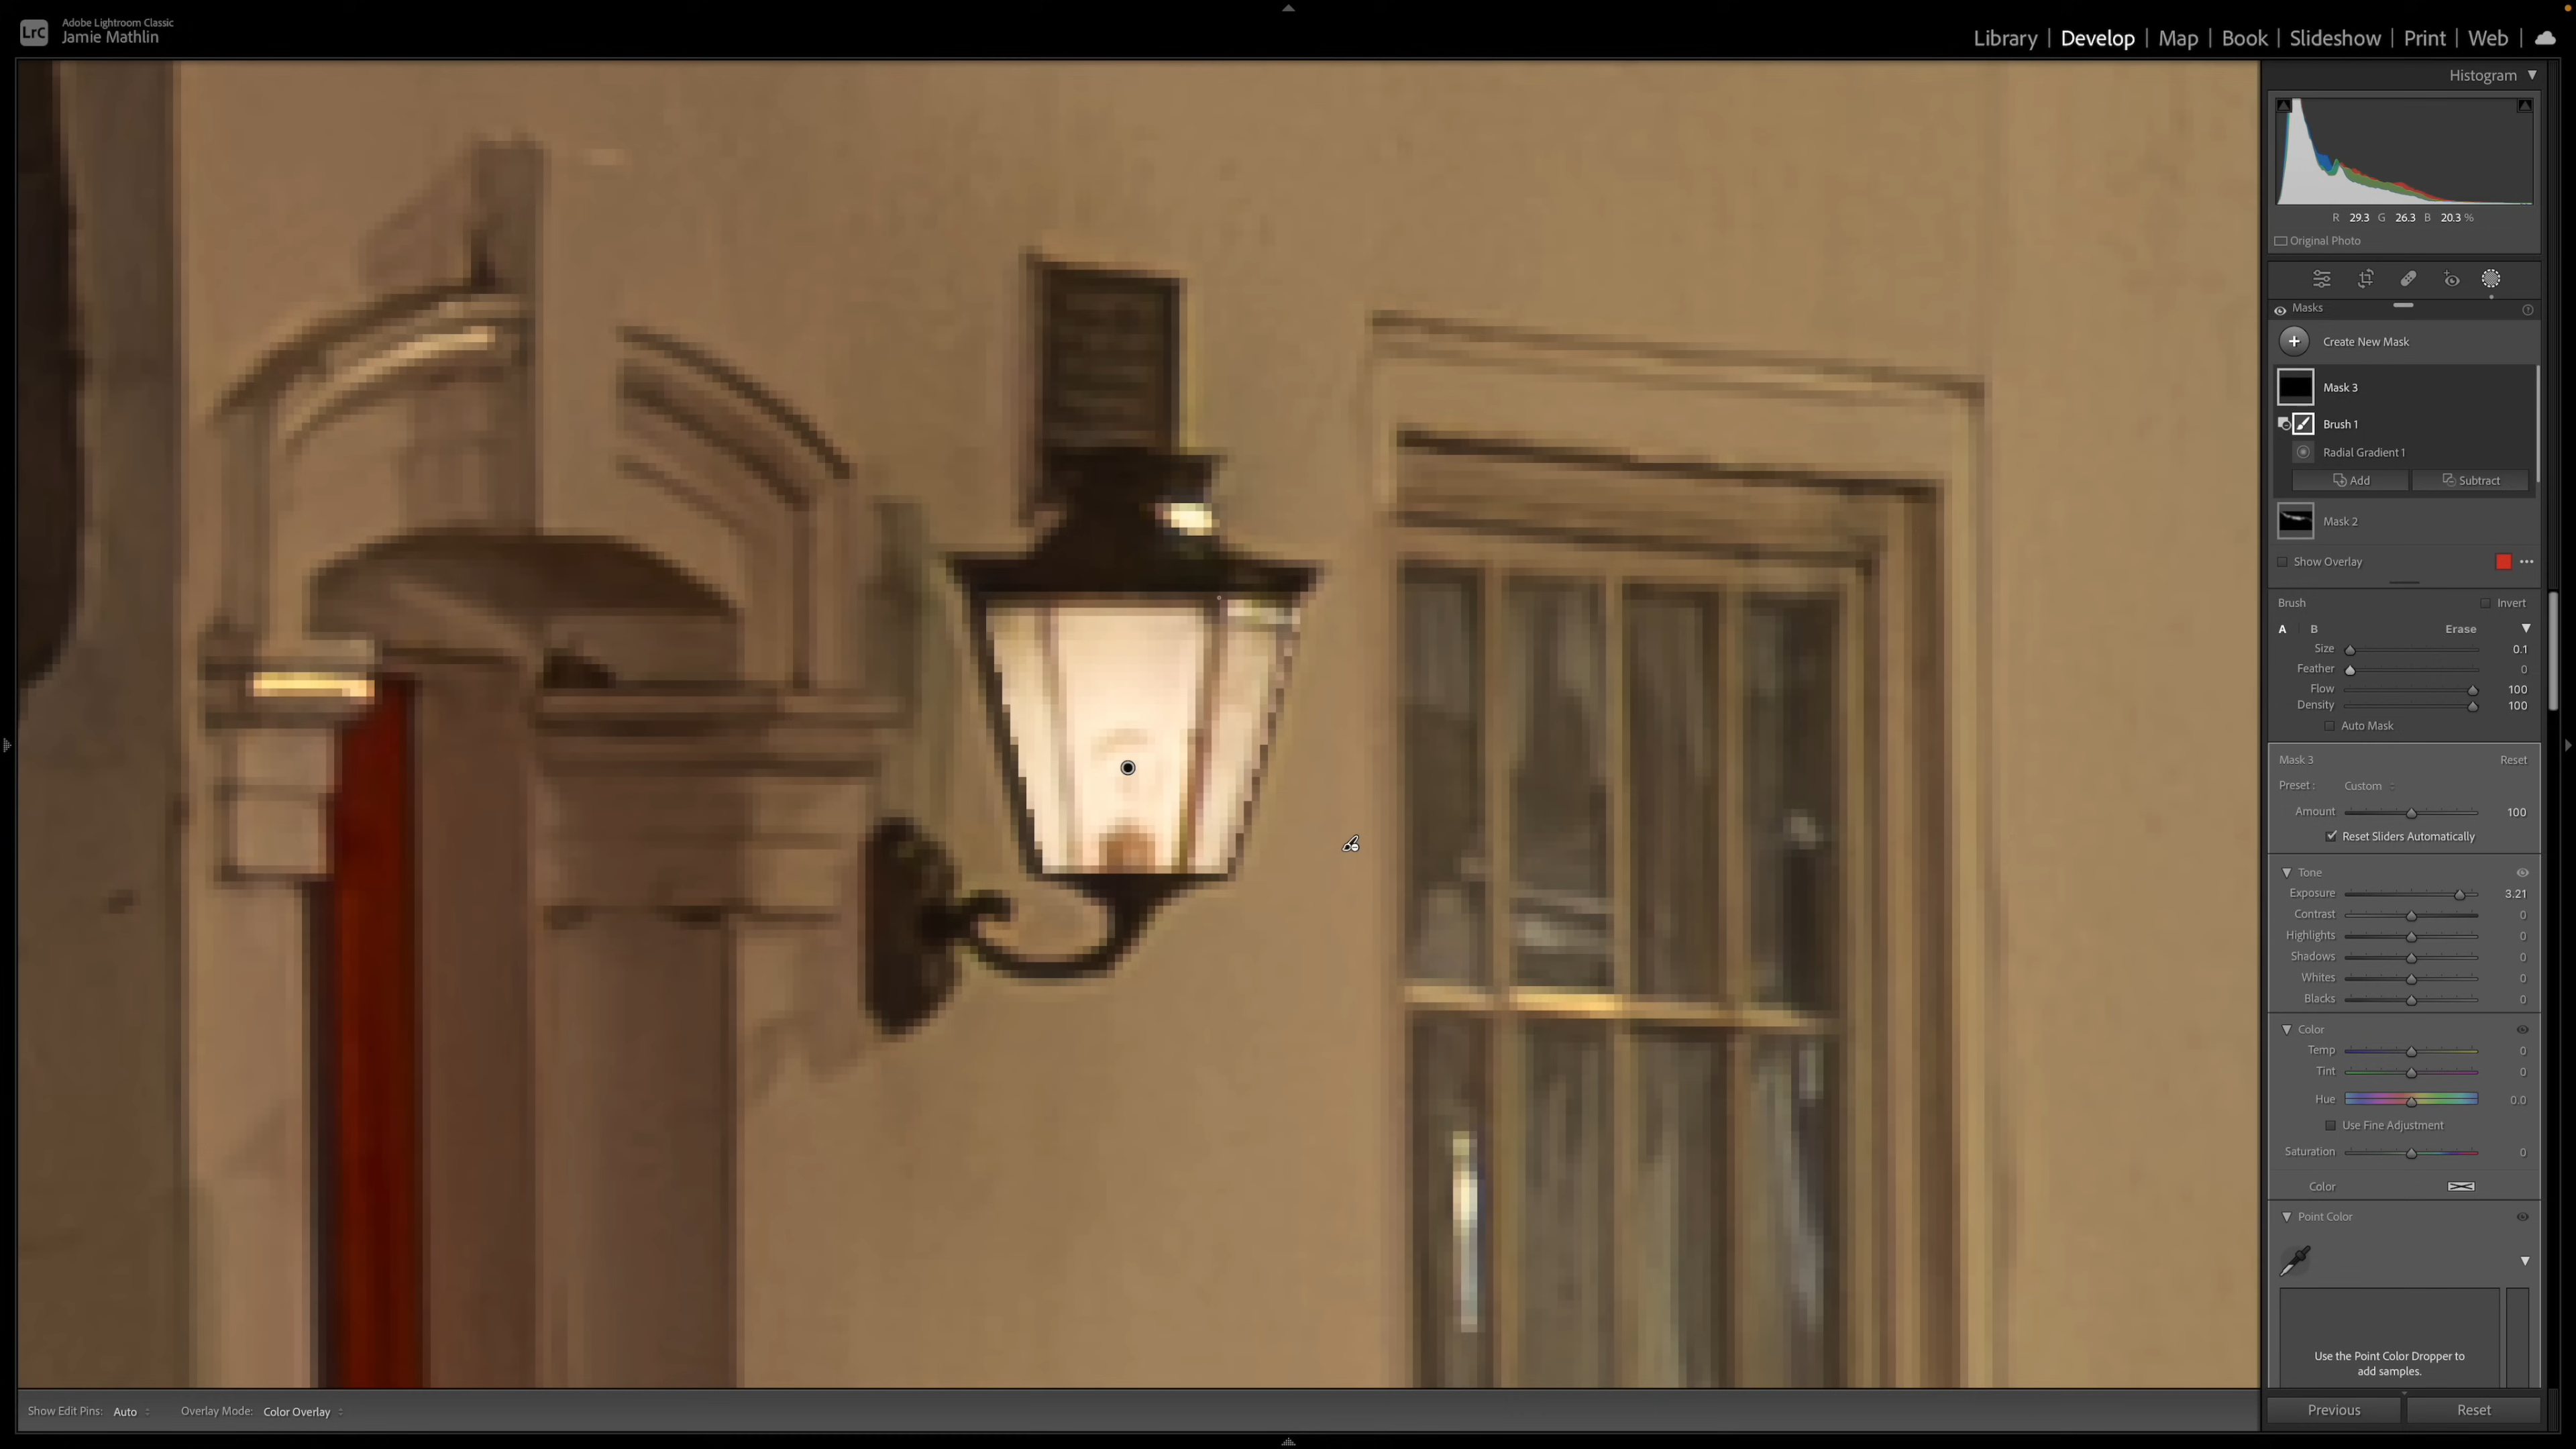 LrC
Adobe Lightroom Classic
Jamie Mathlin
Library | Develop | Map | Book | Slideshow | Print | Web |
Histogram
R 29.3 G 26.3 B 20.3 %
Original Photo
Masks
Create New Mask
Mask 3
Brush 1
Radial Gradient 1
Add Subtract
Mask 2
Show Overlay
Brush Invert
A B Erase
Size 0.1
Feather 0
Flow 100
Density 100
Auto Mask
Mask 3 Reset
Preset : Custom
Amount 100
Reset Sliders Automatically
Tone
Exposure 3.21
Contrast 0
Highlights 0
Shadows 0
Whites 0
Blacks 0
Color
Temp 0
Tint 0
Hue 0.0
Use Fine Adjustment
Saturation 0
Color
Point Color
Use the Point Color Dropper to
add samples.
Show Edit Pins: Auto Overlay Mode: Color Overlay
Previous Reset